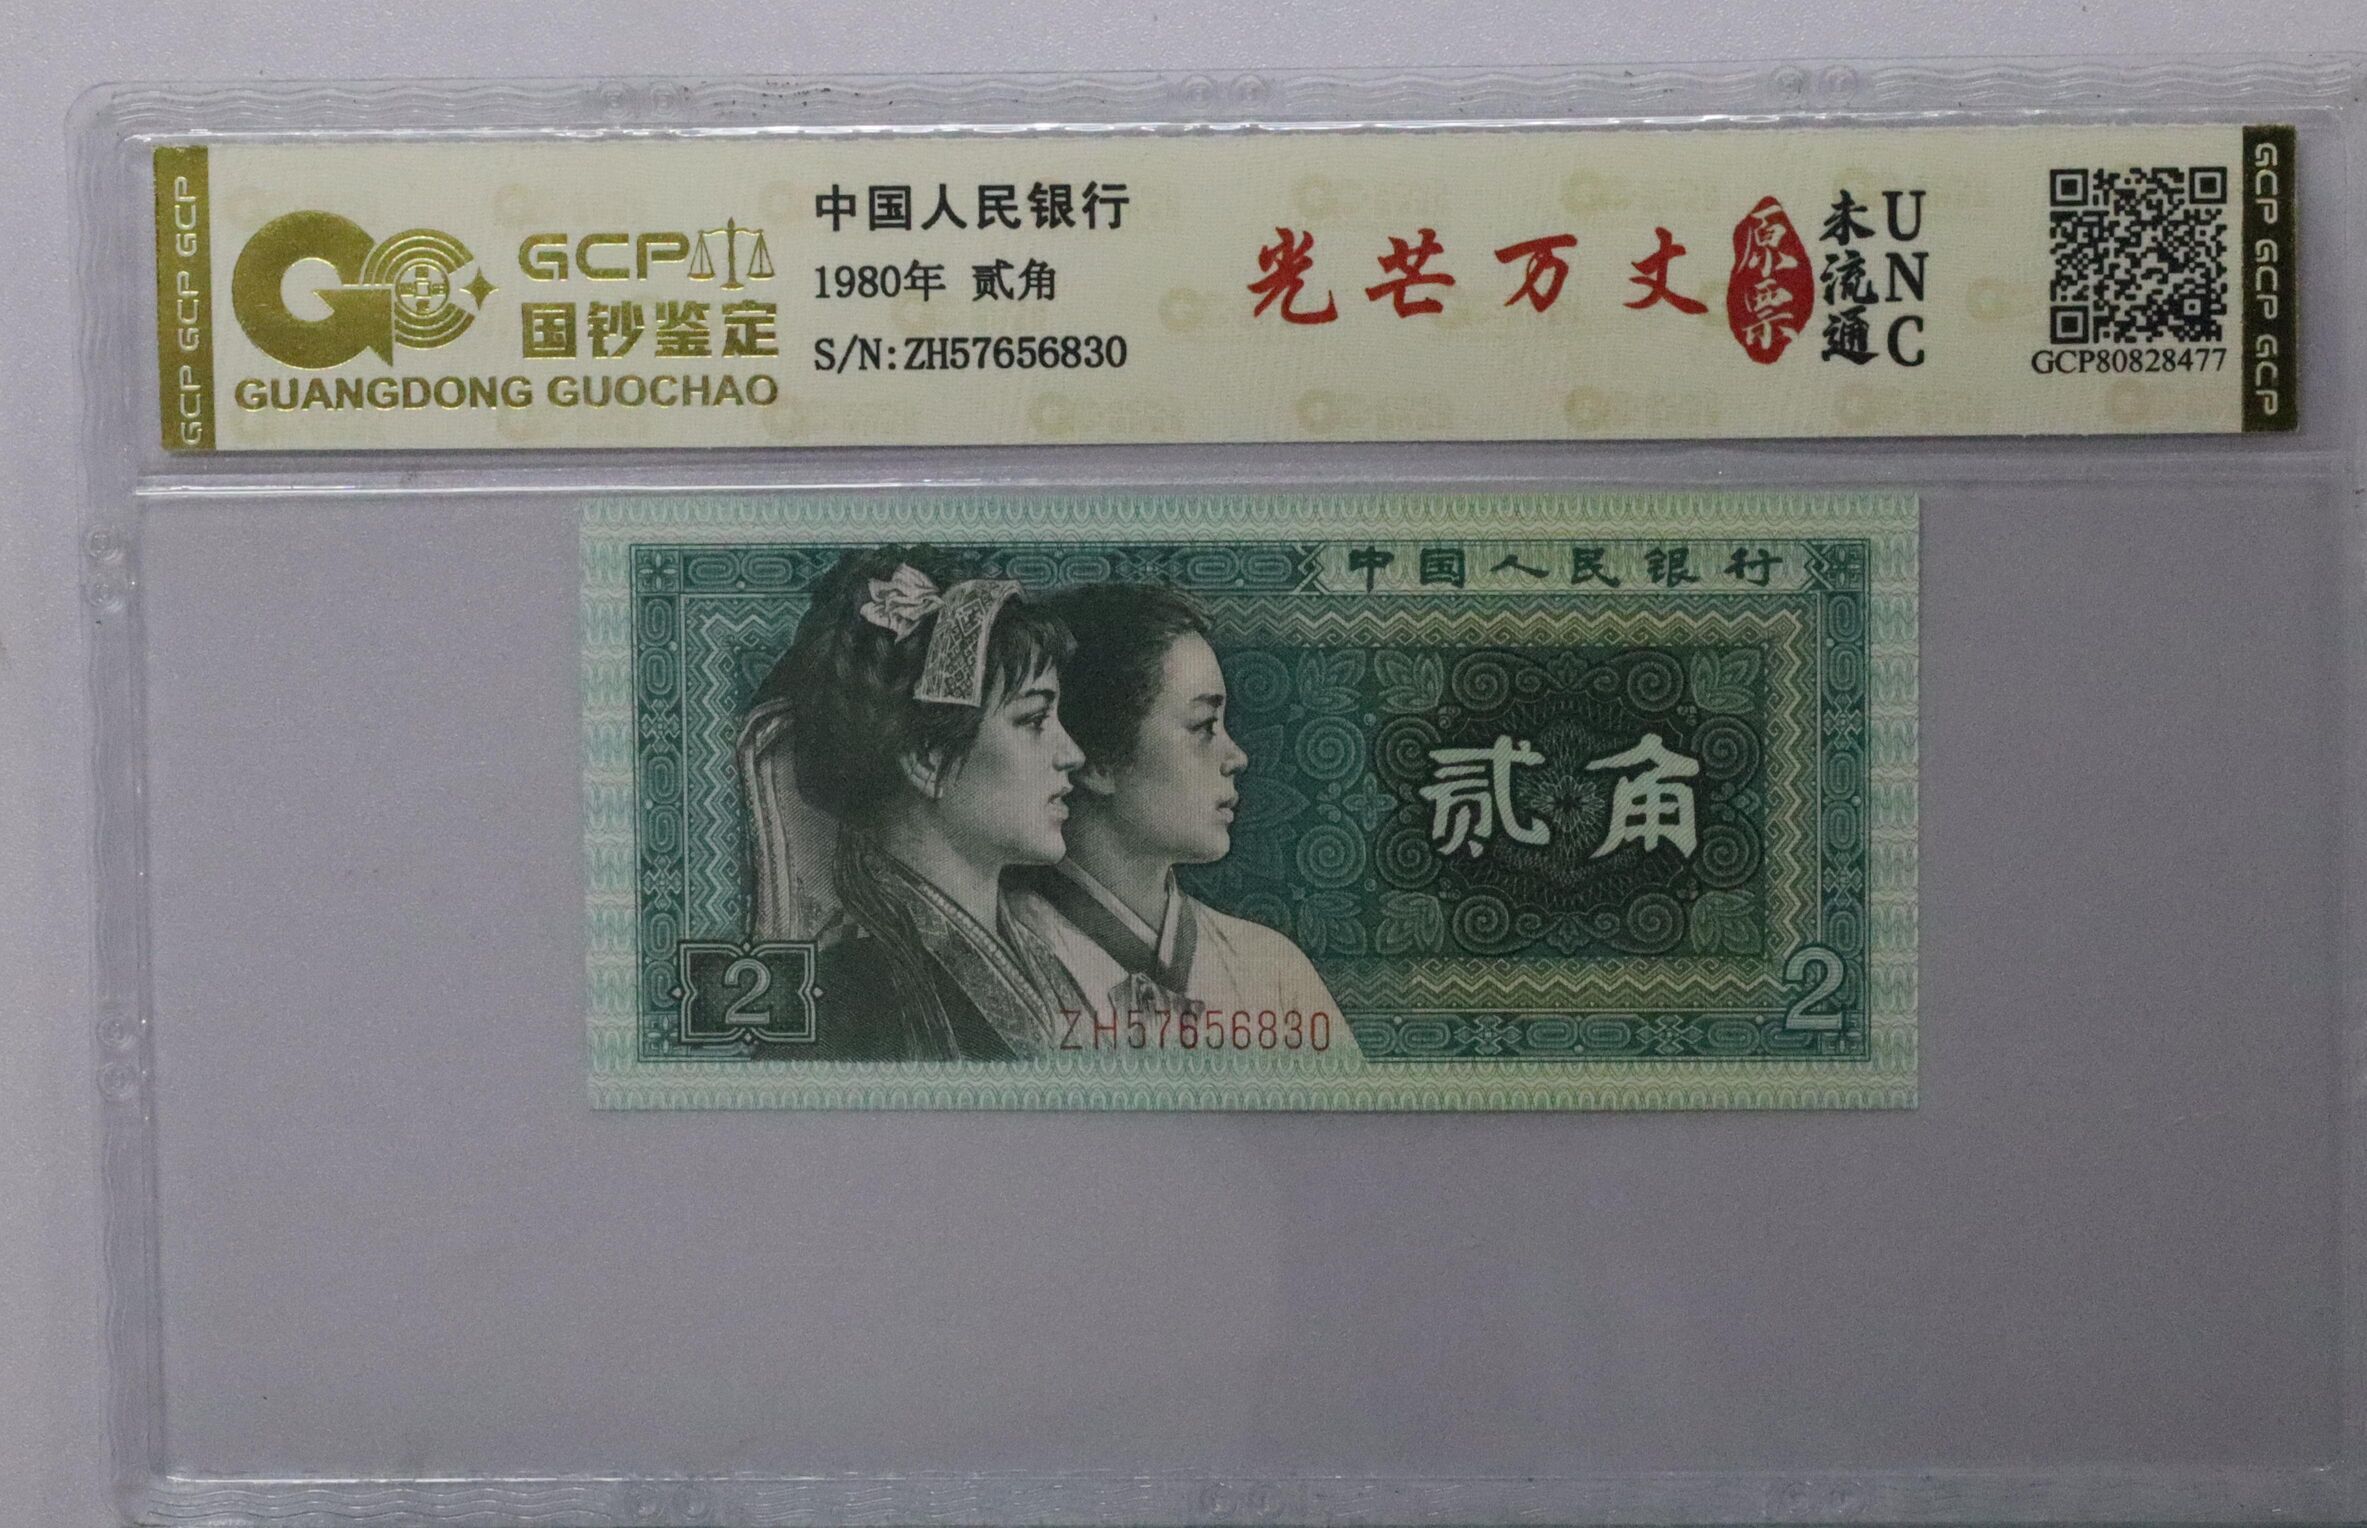 GCP GCP GCP
GCP
国钞鉴定
GUANGDONG GUOCHAO
中国人民银行
1980年 贰角
S/N:ZH57656830
光芒万丈
原票
未流通
UNC
GCP80828477
GCP GCP GCP
中国人民银行
贰角
2
ZH57656830
2